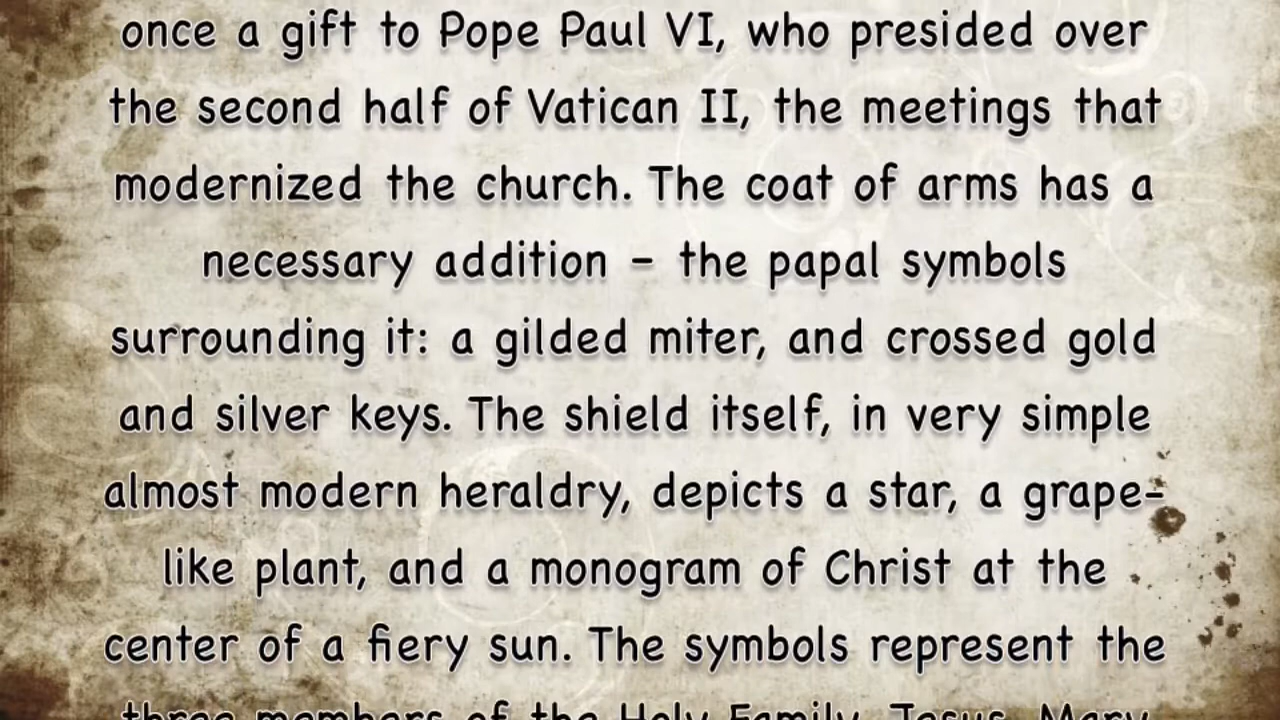 once a gift to Pope Paul VI, who presided over
the second half of Vatican II, the meetings that
modernized the church. The coat of arms has a
necessary addition – the papal symbols
surrounding it: a gilded miter, and crossed gold
and silver keys. The shield itself, in very simple
almost modern heraldry, depicts a star, a grape-
like plant, and a monogram of Christ at the
center of a fiery sun. The symbols represent the
three members of the Holy Family, Jesus, Mary